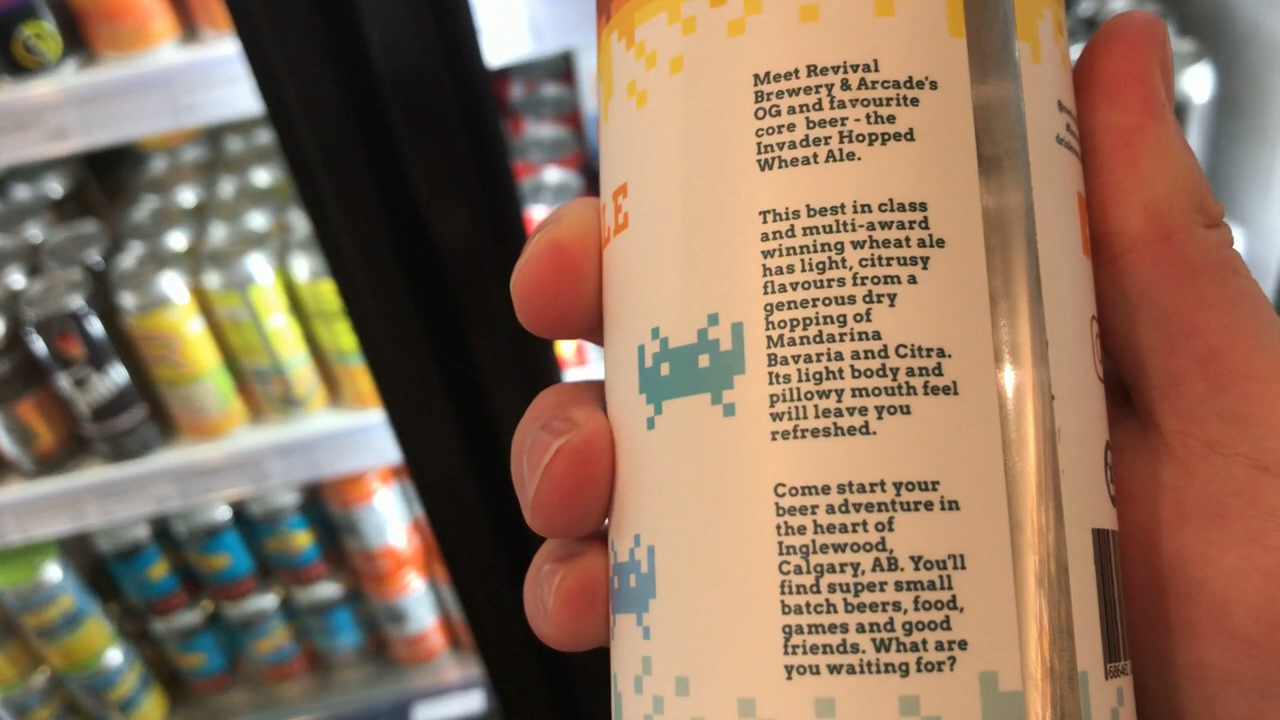 Meet Revival
Brewery & Arcade's
OG and favourite
core beer - the
Invader Hopped
Wheat Ale.
This best in class
and multi-award
winning wheat ale
has light, citrusy
flavours from a
generous dry
hopping of
Mandarina
Bavaria and Citra.
Its light body and
pillowy mouth feel
will leave you
refreshed.
Come start your
beer adventure in
the heart of
Inglewood,
Calgary, AB. You'll
find super small
batch beers, food,
games and good
friends. What are
you waiting for?
LE